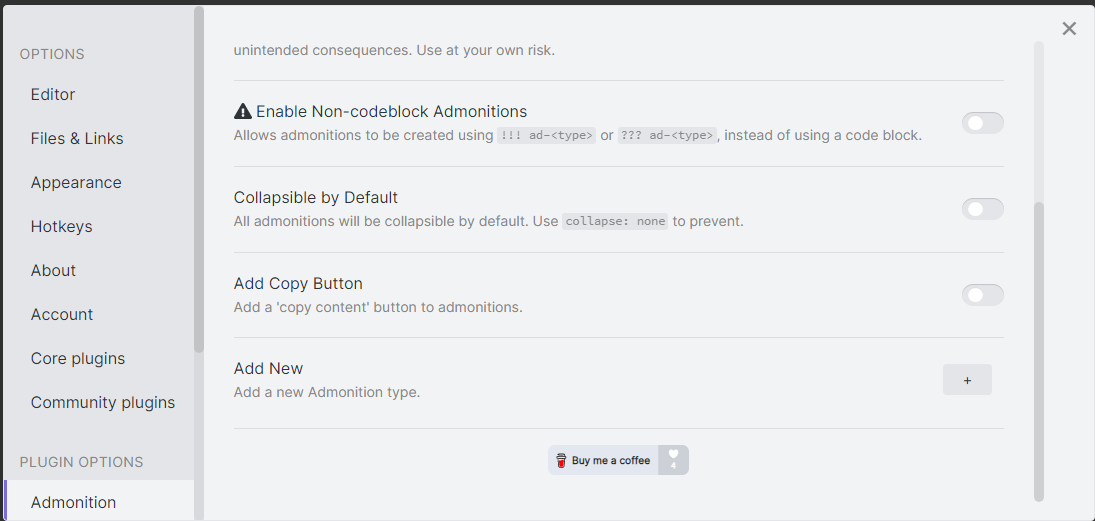 OPTIONS
Editor
Files & Links
Appearance
Hotkeys
About
Account
Core plugins
Community plugins
PLUGIN OPTIONS
Admonition
unintended consequences. Use at your own risk.
Enable Non-codeblock Admonitions
Allows admonitions to be created using !!! ad-<type> or ??? ad-<type>, instead of using a code block.
Collapsible by Default
All admonitions will be collapsible by default. Use collapse: none to prevent.
Add Copy Button
Add a 'copy content' button to admonitions.
Add New
Add a new Admonition type.
+
Buy me a coffee
4